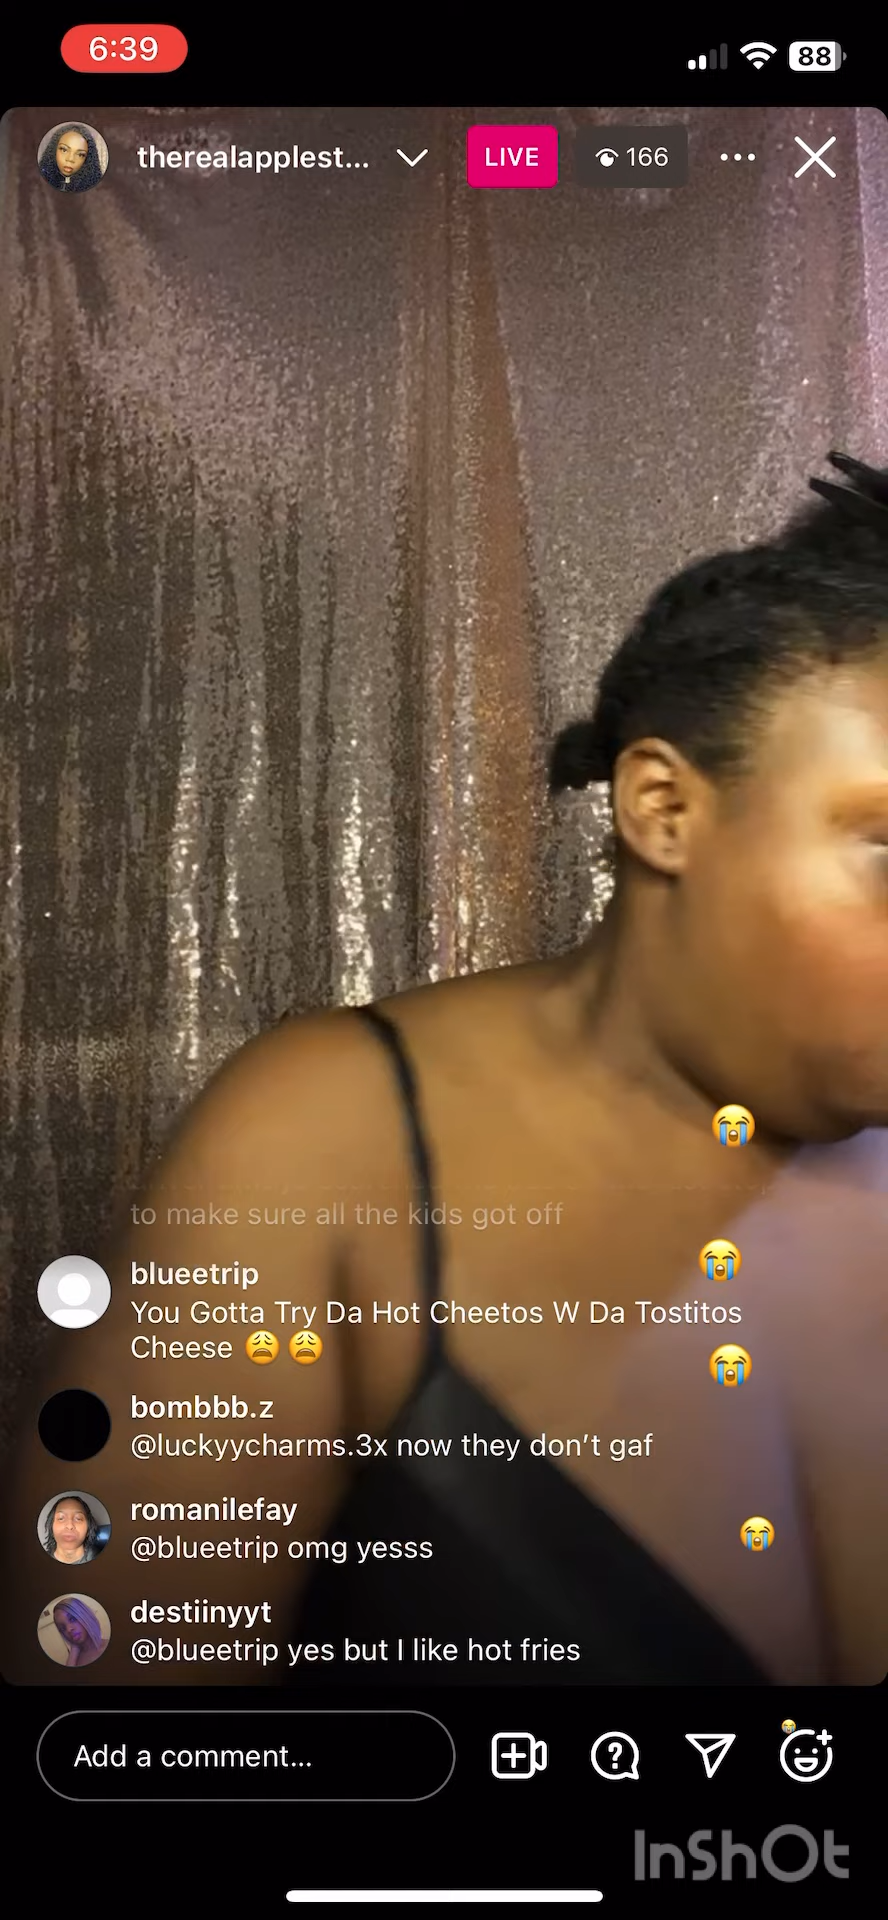 6:39
88
therealapplest...
LIVE
166
to make sure all the kids got off
blueetrip
You Gotta Try Da Hot Cheetos W Da Tostitos
Cheese 😩😩
bombbb.z
@luckyycharms.3x now they don't gaf
romanilefay
@blueetrip omg yesss
destiinyyt
@blueetrip yes but I like hot fries
Add a comment...
InShOt